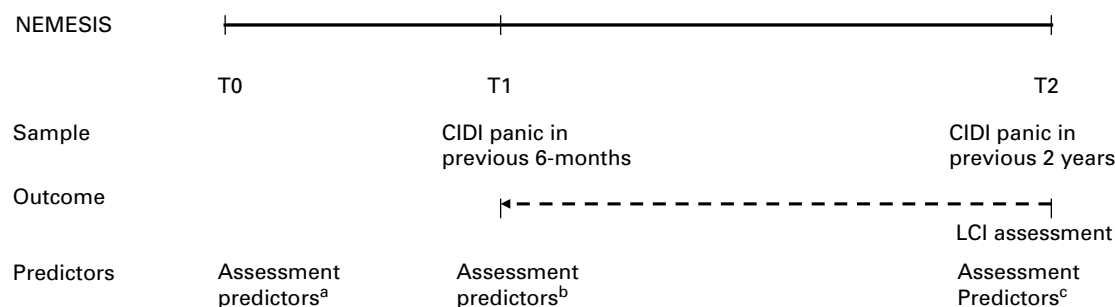 NEMESIS
T0 T1 T2
Sample CIDI panic in CIDI panic in
previous 6-months previous 2 years
Outcome
LCI assessment
Predictors Assessment Assessment Assessment
predictorsᵃ predictorsᵇ Predictorsᶜ